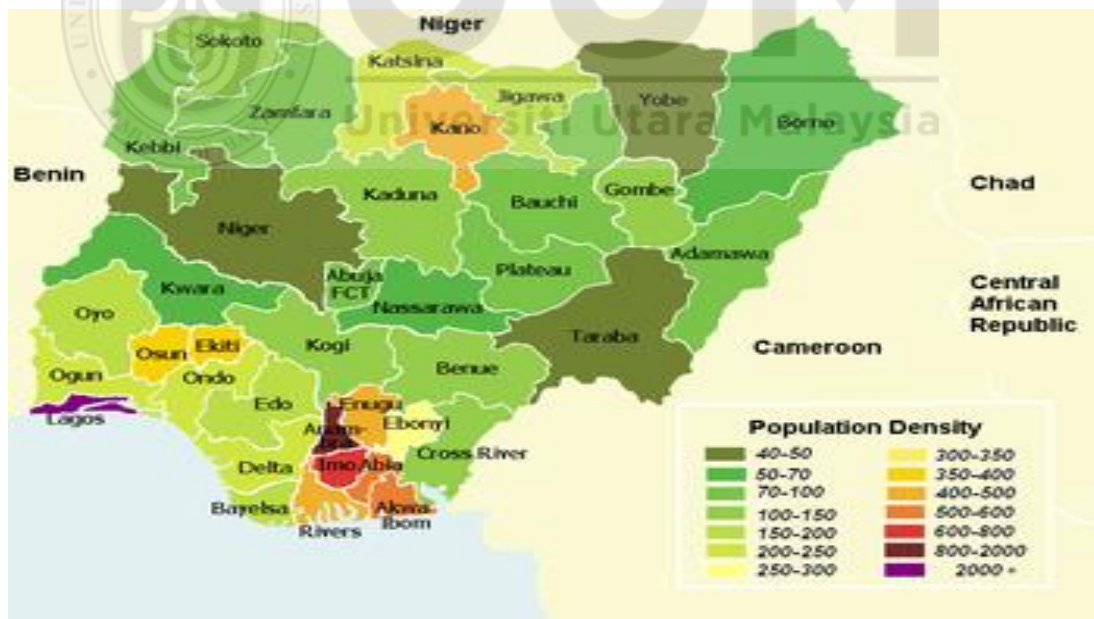 Niger
Sokoto
Katsina
Jigawa
Yobe
Borno
Zamfara
Kano
Universiti Utara Malaysia
Kebbi
Benin
Kaduna
Bauchi
Gombe
Chad
Niger
Adamawa
Abuja
FCT
Plateau
Kwara
Nassarawa
Central
African
Republic
Oyo
Taraba
Cameroon
Osun
Ekiti
Kogi
Benue
Ogun
Ondo
Lagos
Edo
Enugu
Anam-
bra
Ebonyi
Cross River
Delta
Imo
Abia
Bayelsa
Akwa
Ibom
Rivers
Population Density
40-50
50-70
70-100
100-150
150-200
200-250
250-300
300-350
350-400
400-500
500-600
600-800
800-2000
2000 +